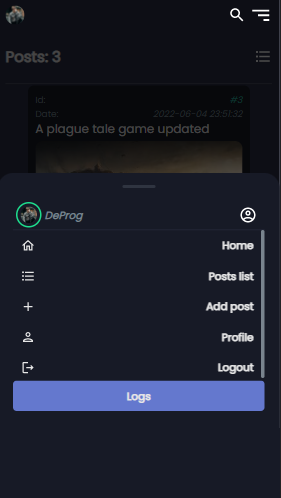 Posts: 3
Id: #3
Date: 2022-06-04 23:51:32
A plague tale game updated
DeProg
Home
Posts list
Add post
Profile
Logout
Logs